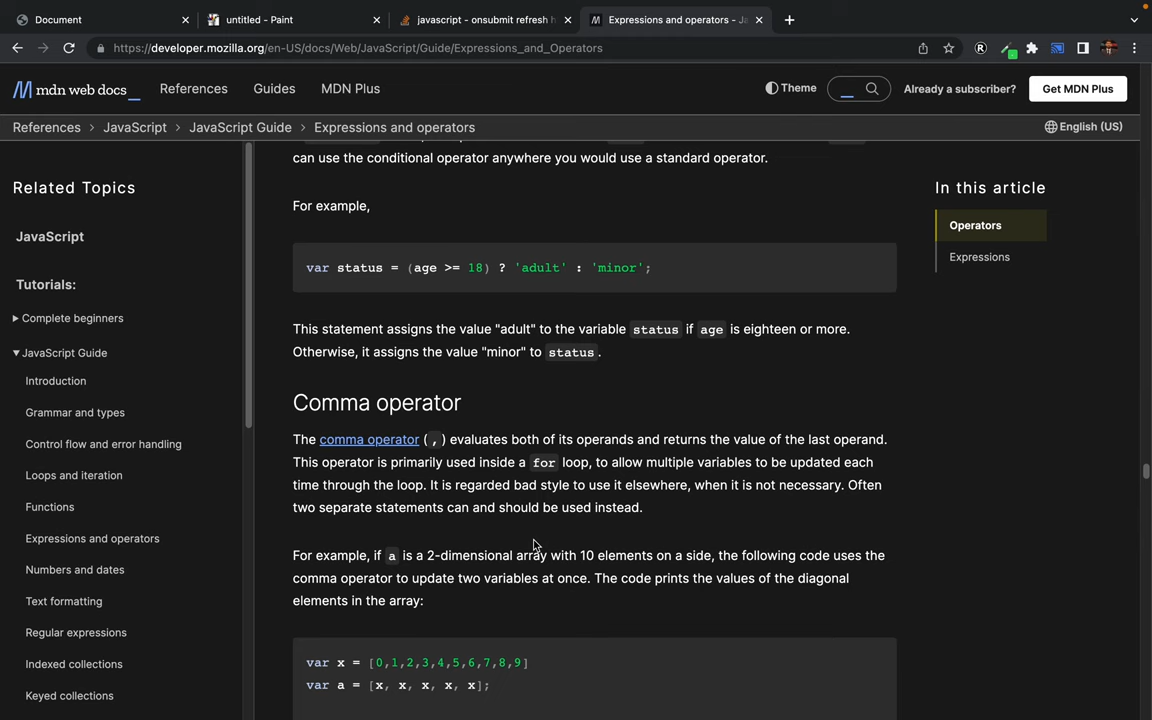 Document
untitled - Paint
javascript - onsubmit refresh h
Expressions and operators - Ja
https://developer.mozilla.org/en-US/docs/Web/JavaScript/Guide/Expressions_and_Operators
mdn web docs_
References
Guides
MDN Plus
Theme
Already a subscriber?
Get MDN Plus
References > JavaScript > JavaScript Guide > Expressions and operators
English (US)
Related Topics
JavaScript
Tutorials:
Complete beginners
JavaScript Guide
Introduction
Grammar and types
Control flow and error handling
Loops and iteration
Functions
Expressions and operators
Numbers and dates
Text formatting
Regular expressions
Indexed collections
Keyed collections
can use the conditional operator anywhere you would use a standard operator.
For example,
var status = (age >= 18) ? 'adult' : 'minor';
This statement assigns the value "adult" to the variable status if age is eighteen or more.
Otherwise, it assigns the value "minor" to status.
Comma operator
The comma operator (,) evaluates both of its operands and returns the value of the last operand.
This operator is primarily used inside a for loop, to allow multiple variables to be updated each
time through the loop. It is regarded bad style to use it elsewhere, when it is not necessary. Often
two separate statements can and should be used instead.
For example, if a is a 2-dimensional array with 10 elements on a side, the following code uses the
comma operator to update two variables at once. The code prints the values of the diagonal
elements in the array:
var x = [0,1,2,3,4,5,6,7,8,9]
var a = [x, x, x, x, x];
In this article
Operators
Expressions